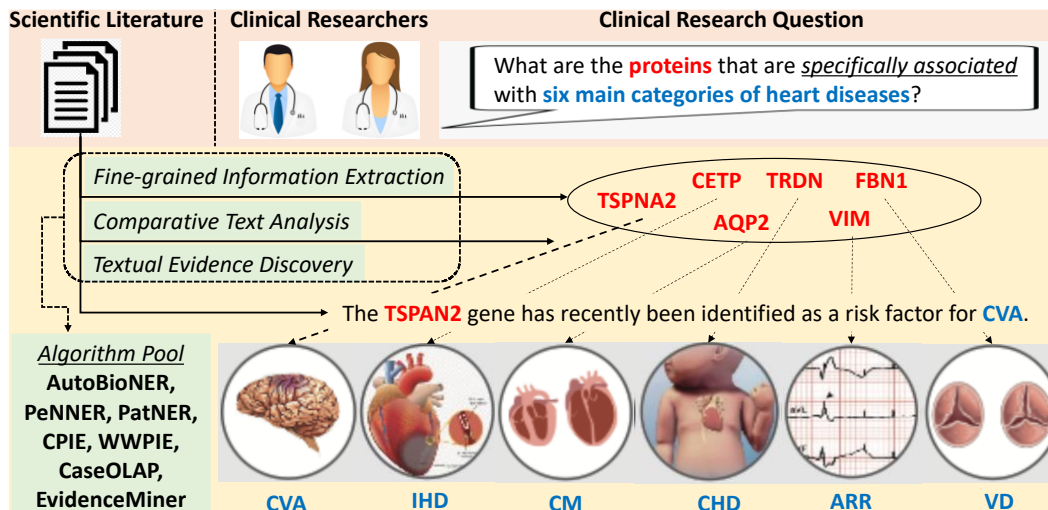 Scientific Literature
Clinical Researchers
Clinical Research Question
What are the proteins that are specifically associated
with six main categories of heart diseases?
Fine-grained Information Extraction
Comparative Text Analysis
Textual Evidence Discovery
CETP TRDN FBN1
TSPNA2
AQP2 VIM
The TSPAN2 gene has recently been identified as a risk factor for CVA.
Algorithm Pool
AutoBioNER,
PeNNER, PatNER,
CPIE, WWPIE,
CaseOLAP,
EvidenceMiner
CVA IHD CM CHD ARR VD